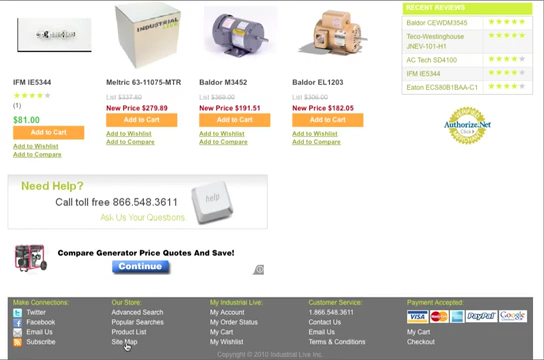 RECENT REVIEWS
Baldor CEWDM3545
Teco-Westinghouse
JNEV-101-H1
AC Tech SD4100
IFM IE5344
Eaton ECS80B1BAA-C1
INDUSTRIAL
IFM IE5344
(1)
$81.00
Add to Cart
Add to Wishlist
Add to Compare
Meltric 63-11075-MTR
List $337.80
New Price $279.89
Add to Cart
Add to Wishlist
Add to Compare
Baldor M3452
List $369.00
New Price $191.51
Add to Cart
Add to Wishlist
Add to Compare
Baldor EL1203
List $306.00
New Price $182.05
Add to Cart
Add to Wishlist
Add to Compare
Authorize.Net
Click
Need Help?
Call toll free 866.548.3611
Ask Us Your Questions.
help
Compare Generator Price Quotes And Save!
Continue
Make Connections:
Twitter
Facebook
Email Us
Subscribe
Our Store:
Advanced Search
Popular Searches
Product List
Site Map
My Industrial Live:
My Account
My Order Status
My Cart
My Wishlist
Customer Service:
1.866.548.3611
Contact Us
Email Us
Terms & Conditions
Payment Accepted:
VISA
PayPal
Google
My Cart
Checkout
Copyright © 2010 Industrial Live Inc.